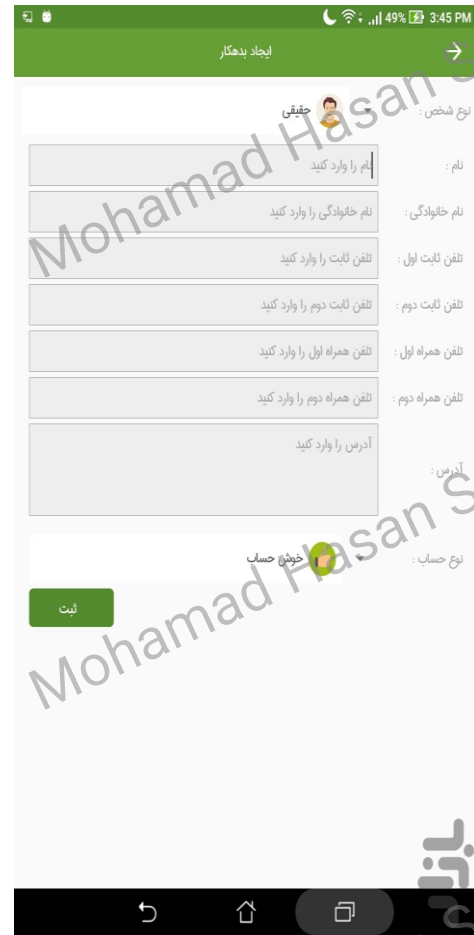 49% 3:45 PM
ایجاد بدهکار
نوع شخص : حقیقی
نام : نام را وارد کنید
نام خانوادگی : نام خانوادگی را وارد کنید
تلفن ثابت اول : تلفن ثابت را وارد کنید
تلفن ثابت دوم : تلفن ثابت دوم را وارد کنید
تلفن همراه اول : تلفن همراه اول را وارد کنید
تلفن همراه دوم : تلفن همراه دوم را وارد کنید
آدرس : آدرس را وارد کنید
نوع حساب : خوش حساب
ثبت
Mohamad Hasan S
Mohamad Hasan S
بازار